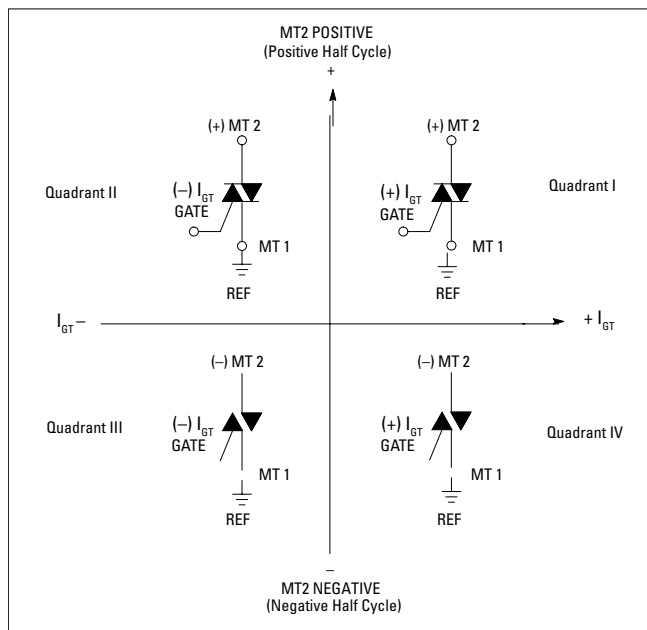 MT2 POSITIVE
(Positive Half Cycle)
+
(+) MT 2
(+) MT 2
Quadrant II
(−) I_GT
GATE
(+) I_GT
GATE
Quadrant I
MT 1
MT 1
REF
REF
I_GT −
+ I_GT
(−) MT 2
(−) MT 2
Quadrant III
(−) I_GT
GATE
(+) I_GT
GATE
Quadrant IV
MT 1
MT 1
REF
REF
−
MT2 NEGATIVE
(Negative Half Cycle)